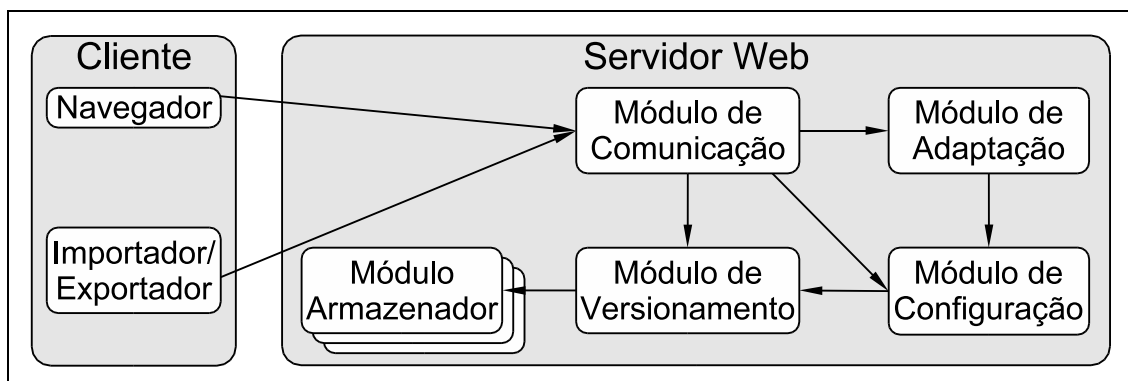 Cliente
Navegador
Importador/
Exportador
Servidor Web
Módulo de
Comunicação
Módulo de
Adaptação
Módulo
Armazenador
Módulo de
Versionamento
Módulo de
Configuração